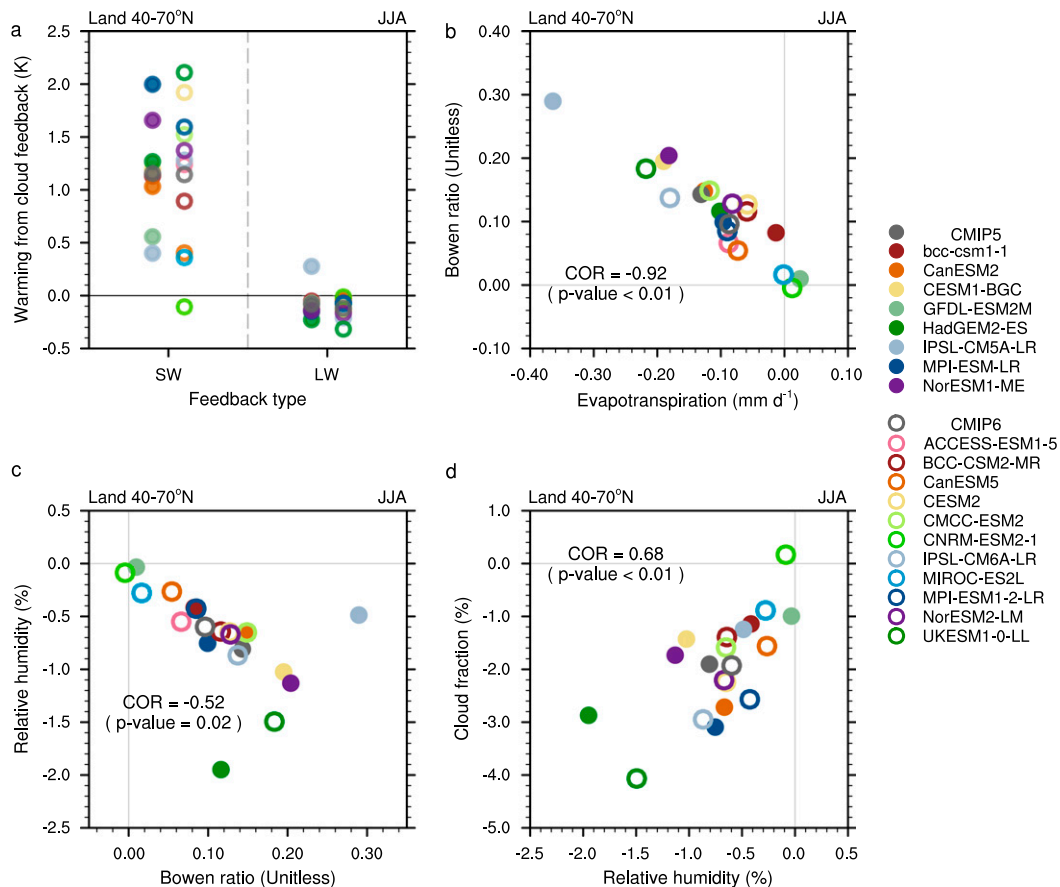 a
Land 40-70°N
JJA
Warming from cloud feedback (K)
2.5
2.0
1.5
1.0
0.5
0.0
-0.5
SW
LW
Feedback type
b
Land 40-70°N
JJA
Bowen ratio (Unitless)
0.40
0.30
0.20
0.10
0.00
-0.10
COR = -0.92
( p-value < 0.01 )
-0.40
-0.30
-0.20
-0.10
0.00
0.10
Evapotranspiration (mm d⁻¹)
c
Land 40-70°N
JJA
Relative humidity (%)
0.5
0.0
-0.5
-1.0
-1.5
-2.0
-2.5
COR = -0.52
( p-value = 0.02 )
0.00
0.10
0.20
0.30
Bowen ratio (Unitless)
d
Land 40-70°N
JJA
Cloud fraction (%)
1.0
0.0
-1.0
-2.0
-3.0
-4.0
-5.0
COR = 0.68
( p-value < 0.01 )
-2.5
-2.0
-1.5
-1.0
-0.5
0.0
0.5
Relative humidity (%)
CMIP5
bcc-csm1-1
CanESM2
CESM1-BGC
GFDL-ESM2M
HadGEM2-ES
IPSL-CM5A-LR
MPI-ESM-LR
NorESM1-ME
CMIP6
ACCESS-ESM1-5
BCC-CSM2-MR
CanESM5
CESM2
CMCC-ESM2
CNRM-ESM2-1
IPSL-CM6A-LR
MIROC-ES2L
MPI-ESM1-2-LR
NorESM2-LM
UKESM1-0-LL